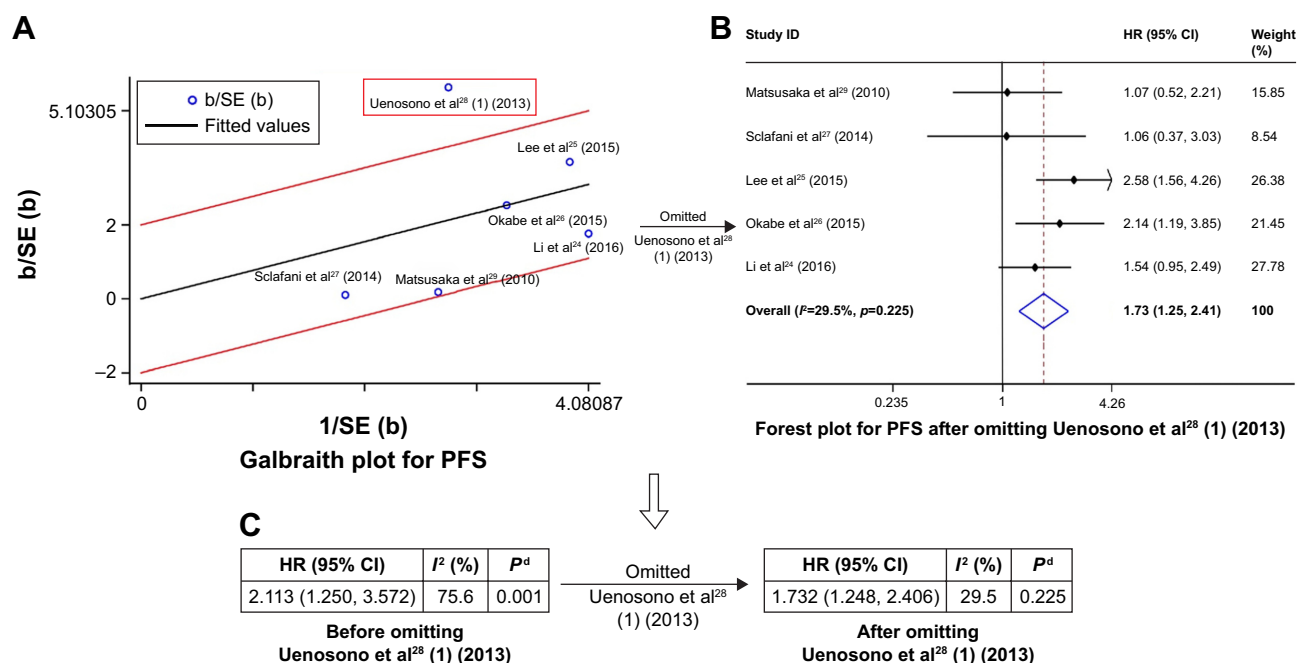 A
b/SE (b)
Fitted values
5.10305
2
0
–2
b/SE (b)
Uenosono et al²⁸ (1) (2013)
Lee et al²⁵ (2015)
Okabe et al²⁶ (2015)
Li et al²⁴ (2016)
Sclafani et al²⁷ (2014)
Matsusaka et al²⁹ (2010)
0
4.08087
1/SE (b)
Galbraith plot for PFS
Omitted
Uenosono et al²⁸
(1) (2013)
B
Study ID HR (95% CI) Weight
(%)
Matsusaka et al²⁹ (2010) 1.07 (0.52, 2.21) 15.85
Sclafani et al²⁷ (2014) 1.06 (0.37, 3.03) 8.54
Lee et al²⁵ (2015) 2.58 (1.56, 4.26) 26.38
Okabe et al²⁶ (2015) 2.14 (1.19, 3.85) 21.45
Li et al²⁴ (2016) 1.54 (0.95, 2.49) 27.78
Overall (I²=29.5%, p=0.225) 1.73 (1.25, 2.41) 100
0.235 1 4.26
Forest plot for PFS after omitting Uenosono et al²⁸ (1) (2013)
C
HR (95% CI) I² (%) Pᵈ
2.113 (1.250, 3.572) 75.6 0.001
Before omitting
Uenosono et al²⁸ (1) (2013)
Omitted
Uenosono et al²⁸
(1) (2013)
HR (95% CI) I² (%) Pᵈ
1.732 (1.248, 2.406) 29.5 0.225
After omitting
Uenosono et al²⁸ (1) (2013)